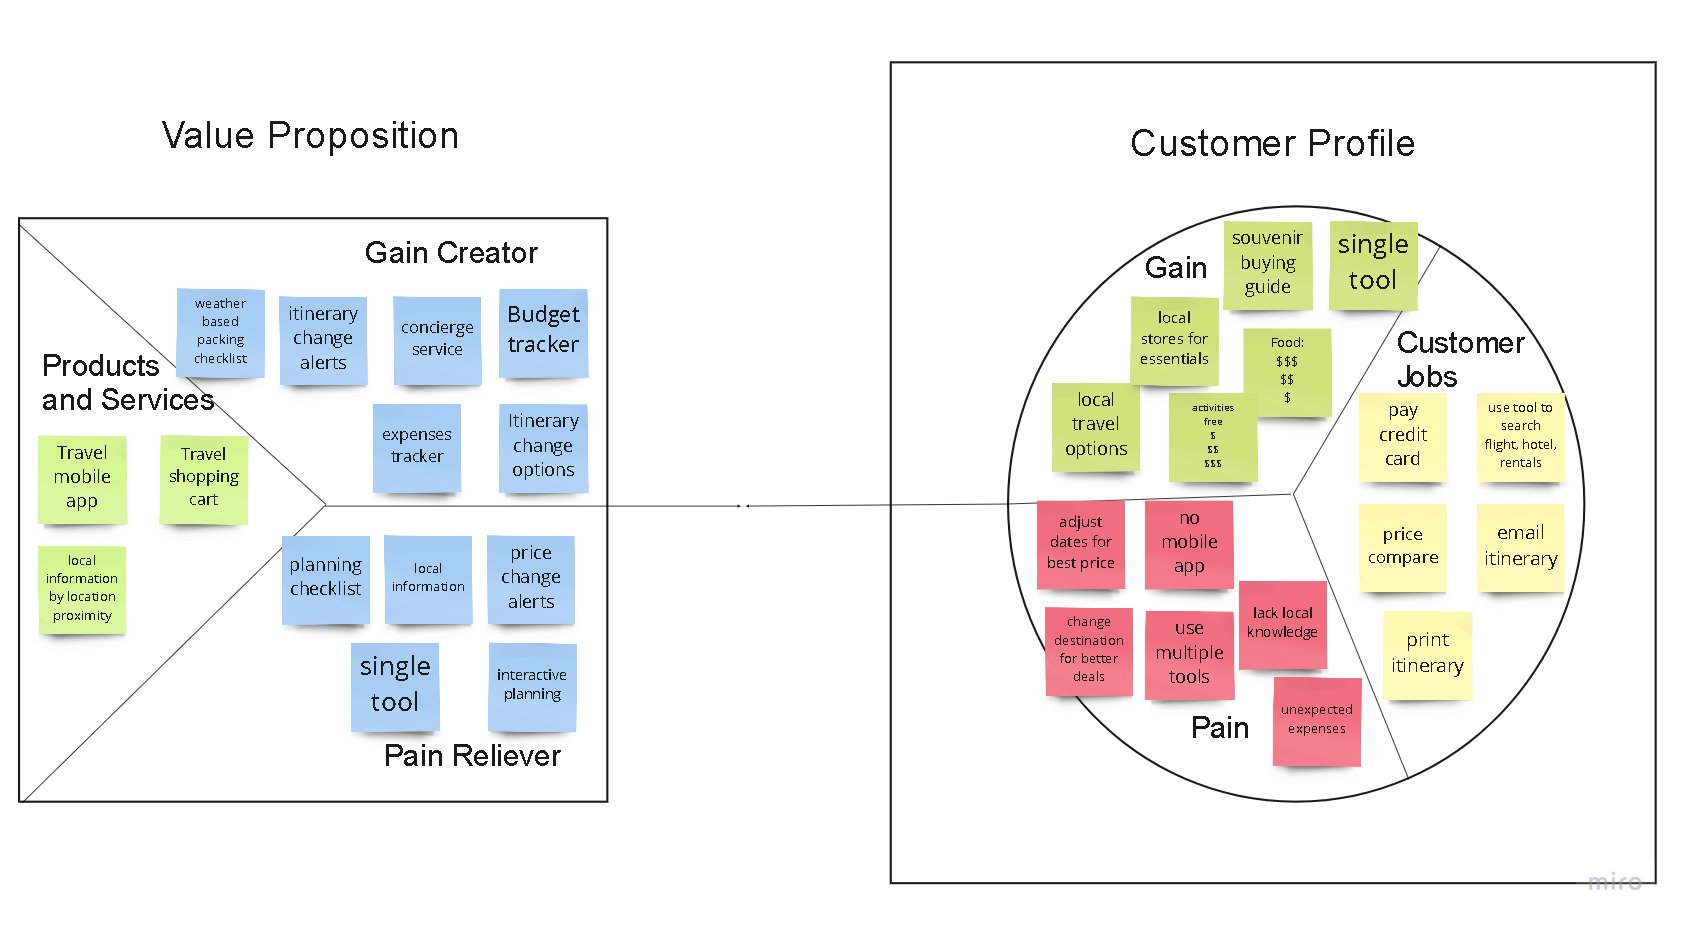 Value Proposition
Gain Creator
weather
based
packing
checklist
itinerary
change
alerts
concierge
service
Budget
tracker
expenses
tracker
Itinerary
change
options
Products
and Services
Travel
mobile
app
Travel
shopping
cart
local
information
by location
proximity
planning
checklist
local
information
price
change
alerts
single
tool
interactive
planning
Pain Reliever
Customer Profile
Gain
souvenir
buying
guide
single
tool
local
stores for
essentials
Food:
$$$
$$
$
local
travel
options
activities
free
$
$$
$$$
Customer
Jobs
pay
credit
card
use tool to
search
flight, hotel,
rentals
price
compare
email
itinerary
print
itinerary
adjust
dates for
best price
no
mobile
app
change
destination
for better
deals
use
multiple
tools
lack local
knowledge
unexpected
expenses
Pain
miro